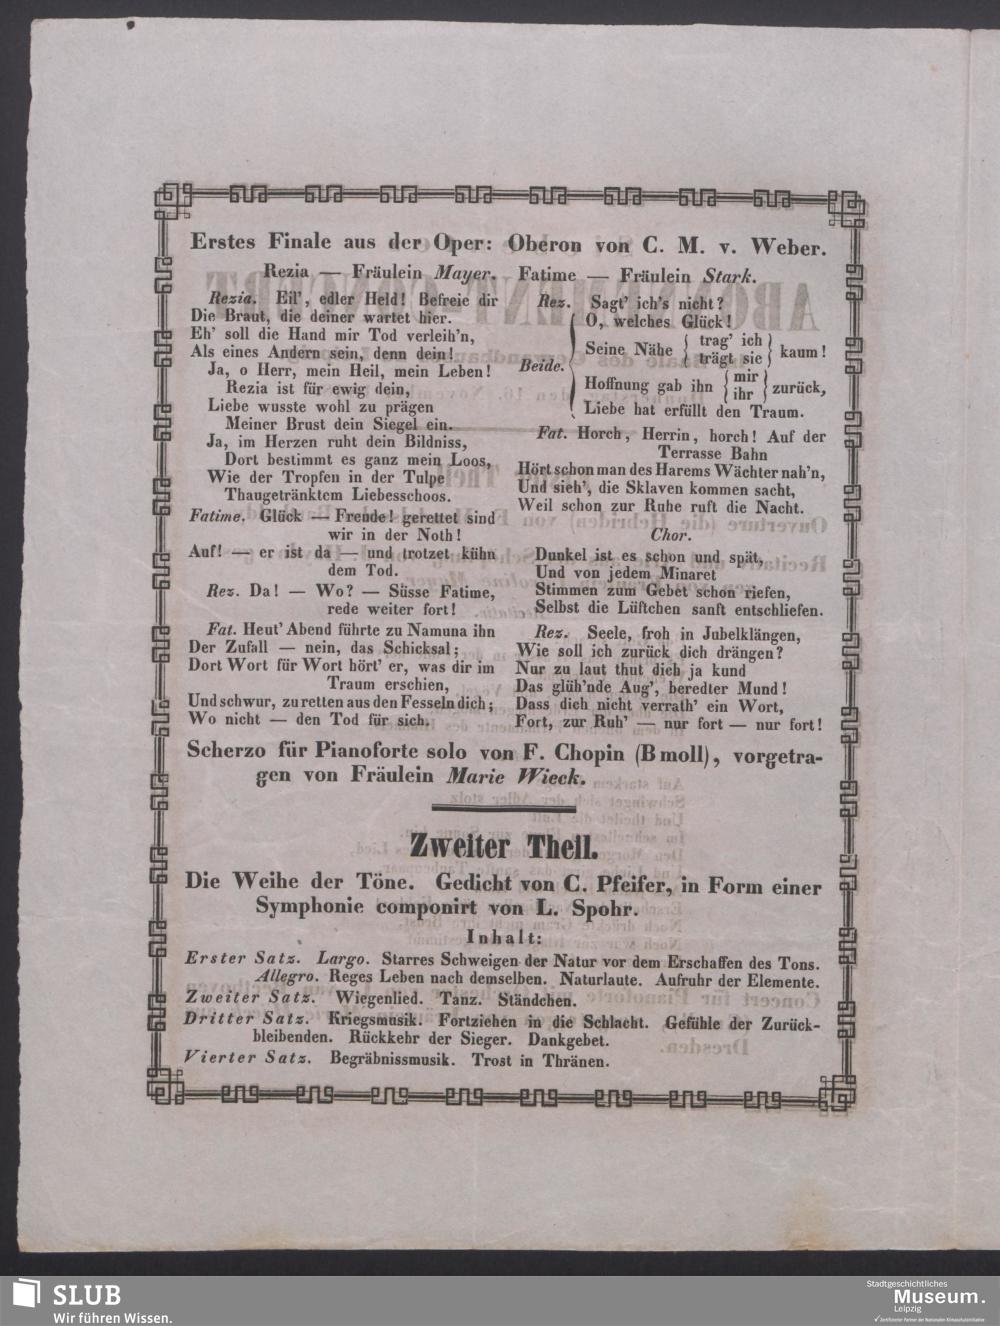 Erstes Finale aus der Oper: Oberon von C. M. v. Weber.
Rezia — Fräulein Mayer. Fatime — Fräulein Stark.
Rezia. Eil', edler Held! Befreie dir
Die Braut, die deiner wartet hier.
Eh' soll die Hand mir Tod verleih'n,
Als eines Andern sein, denn dein!
Ja, o Herr, mein Heil, mein Leben!
Rezia ist für ewig dein,
Liebe wusste wohl zu prägen
Meiner Brust dein Siegel ein.
Ja, im Herzen ruht dein Bildniss,
Dort bestimmt es ganz mein Loos,
Wie der Tropfen in der Tulpe
Thaugetränktem Liebesschoos.
Fatime. Glück — Freude! gerettet sind
wir in der Noth!
Auf! — er ist da — und trotzet kühn
dem Tod.
Rez. Da! — Wo? — Süsse Fatime,
rede weiter fort!
Fat. Heut' Abend führte zu Namuna ihn
Der Zufall — nein, das Schicksal;
Dort Wort für Wort hört' er, was dir im
Traum erschien,
Und schwur, zu retten aus den Fesseln dich;
Wo nicht — den Tod für sich.
Rez. Sagt' ich's nicht?
O, welches Glück!
Seine Nähe { trag' ich
trägt sie } kaum!
Beide.
Hoffnung gab ihn { mir
ihr } zurück,
Liebe hat erfüllt den Traum.
Fat. Horch, Herrin, horch! Auf der
Terrasse Bahn
Hört schon man des Harems Wächter nah'n,
Und sieh', die Sklaven kommen sacht,
Weil schon zur Ruhe ruft die Nacht.
Chor.
Dunkel ist es schon und spät,
Und von jedem Minaret
Stimmen zum Gebet schon riefen,
Selbst die Lüftchen sanft entschliefen.
Rez. Seele, froh in Jubelklängen,
Wie soll ich zurück dich drängen?
Nur zu laut thut dich ja kund
Das glüh'nde Aug', beredter Mund!
Dass dich nicht verrath' ein Wort,
Fort, zur Ruh' — nur fort — nur fort!
Scherzo für Pianoforte solo von F. Chopin (B moll), vorgetra-
gen von Fräulein Marie Wieck.
Zweiter Theil.
Die Weihe der Töne. Gedicht von C. Pfeifer, in Form einer
Symphonie componirt von L. Spohr.
Inhalt:
Erster Satz. Largo. Starres Schweigen der Natur vor dem Erschaffen des Tons.
Allegro. Reges Leben nach demselben. Naturlaute. Aufruhr der Elemente.
Zweiter Satz. Wiegenlied. Tanz. Ständchen.
Dritter Satz. Kriegsmusik. Fortziehen in die Schlacht. Gefühle der Zurück-
bleibenden. Rückkehr der Sieger. Dankgebet.
Vierter Satz. Begräbnissmusik. Trost in Thränen.
SLUB
Wir führen Wissen.
Stadtgeschichtliches
Museum.
Leipzig